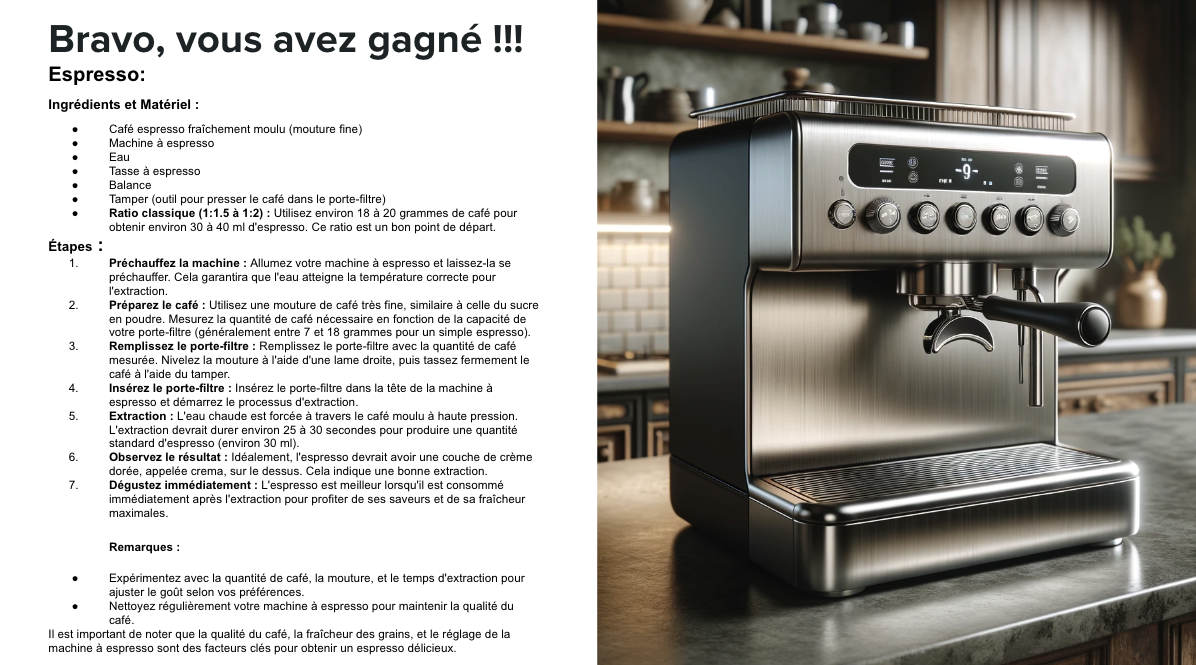 Bravo, vous avez gagné !!!
Espresso:
Ingrédients et Matériel :
● Café espresso fraîchement moulu (mouture fine)
● Machine à espresso
● Eau
● Tasse à espresso
● Balance
● Tamper (outil pour presser le café dans le porte-filtre)
● Ratio classique (1:1.5 à 1:2) : Utilisez environ 18 à 20 grammes de café pour
obtenir environ 30 à 40 ml d'espresso. Ce ratio est un bon point de départ.
Étapes :
1. Préchauffez la machine : Allumez votre machine à espresso et laissez-la se
préchauffer. Cela garantira que l'eau atteigne la température correcte pour
l'extraction.
2. Préparez le café : Utilisez une mouture de café très fine, similaire à celle du sucre
en poudre. Mesurez la quantité de café nécessaire en fonction de la capacité de
votre porte-filtre (généralement entre 7 et 18 grammes pour un simple espresso).
3. Remplissez le porte-filtre : Remplissez le porte-filtre avec la quantité de café
mesurée. Nivelez la mouture à l'aide d'une lame droite, puis tassez fermement le
café à l'aide du tamper.
4. Insérez le porte-filtre : Insérez le porte-filtre dans la tête de la machine à
espresso et démarrez le processus d'extraction.
5. Extraction : L'eau chaude est forcée à travers le café moulu à haute pression.
L'extraction devrait durer environ 25 à 30 secondes pour produire une quantité
standard d'espresso (environ 30 ml).
6. Observez le résultat : Idéalement, l'espresso devrait avoir une couche de crème
dorée, appelée crema, sur le dessus. Cela indique une bonne extraction.
7. Dégustez immédiatement : L'espresso est meilleur lorsqu'il est consommé
immédiatement après l'extraction pour profiter de ses saveurs et de sa fraîcheur
maximales.
Remarques :
● Expérimentez avec la quantité de café, la mouture, et le temps d'extraction pour
ajuster le goût selon vos préférences.
● Nettoyez régulièrement votre machine à espresso pour maintenir la qualité du
café.
Il est important de noter que la qualité du café, la fraîcheur des grains, et le réglage de la
machine à espresso sont des facteurs clés pour obtenir un espresso délicieux.
-9-